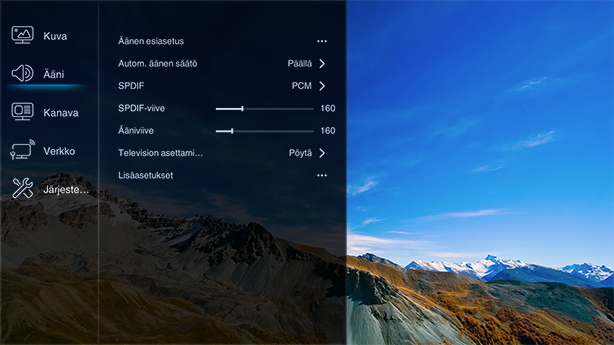 Kuva
Ääni
Kanava
Verkko
Järjeste...
Äänen esiasetus ...
Autom. äänen säätö Päällä
SPDIF PCM
SPDIF-viive 160
Ääniviive 160
Television asettami... Pöytä
Lisäasetukset ...